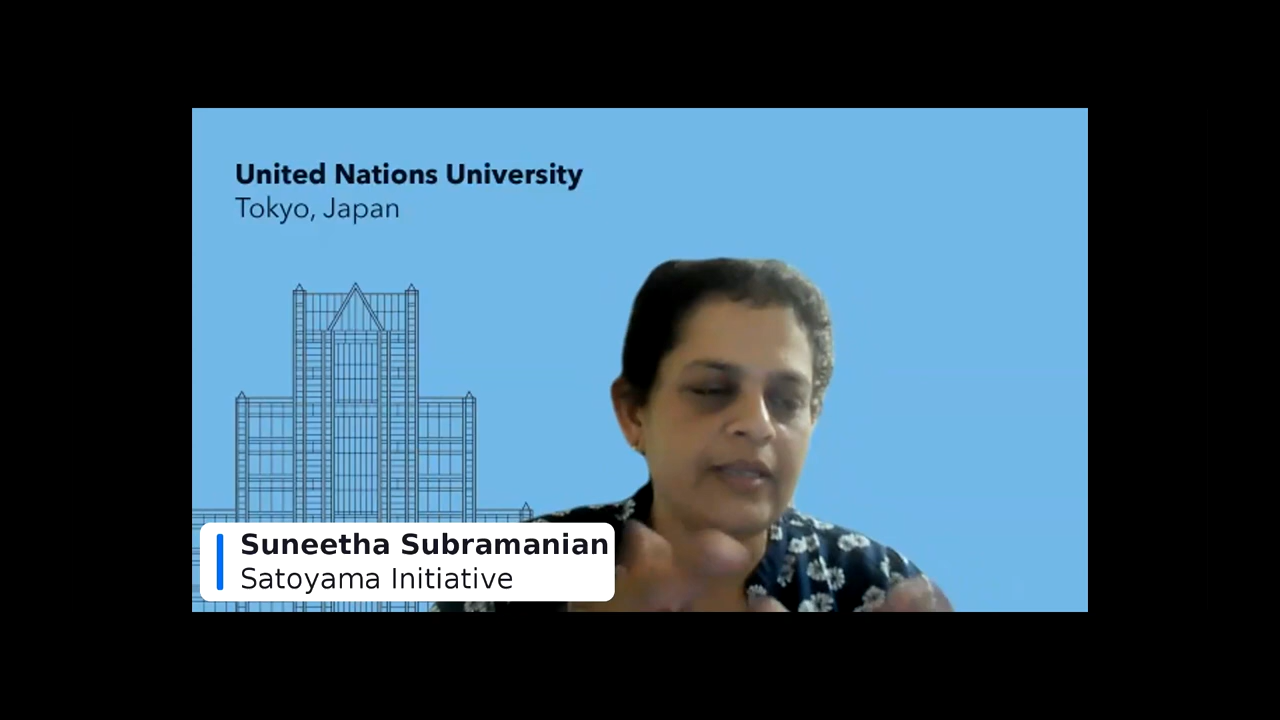 United Nations University
Tokyo, Japan
Suneetha Subramanian
Satoyama Initiative